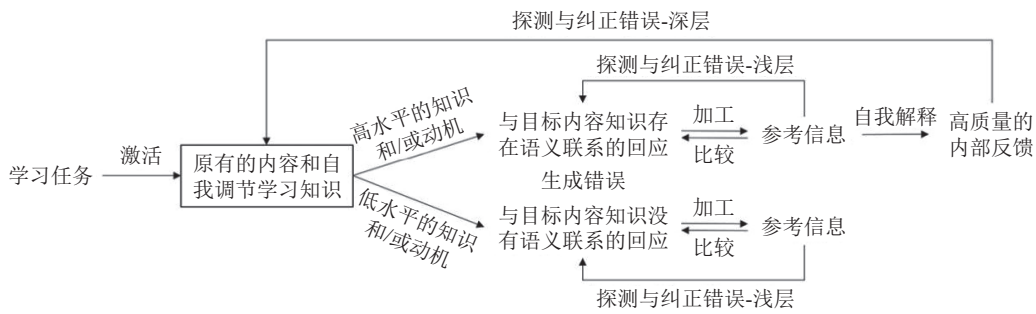 探测与纠正错误-深层
探测与纠正错误-浅层
高水平的知识
和/或动机
与目标内容知识存
在语义联系的回应
加工
比较
参考信息
自我解释
高质量的
内部反馈
学习任务
激活
原有的内容和自
我调节学习知识
生成错误
低水平的知识
和/或动机
与目标内容知识没
有语义联系的回应
加工
比较
参考信息
探测与纠正错误-浅层